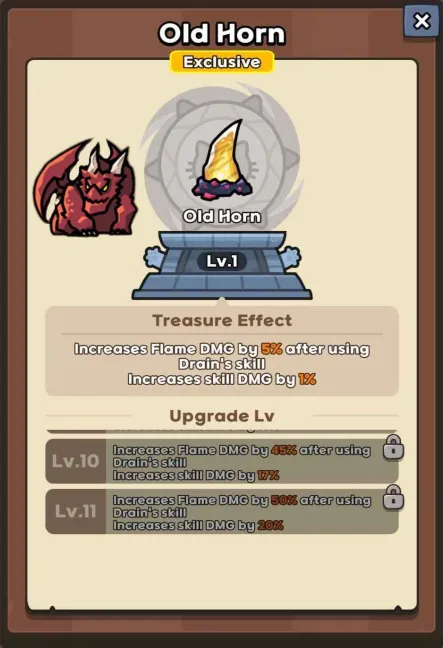 Old Horn
Exclusive
Old Horn
Lv.1
Treasure Effect
Increases Flame DMG by 5% after using
Drain's skill
Increases skill DMG by 1%
Upgrade Lv
Lv.10
Increases Flame DMG by 45% after using
Drain's skill
Increases skill DMG by 17%
Lv.11
Increases Flame DMG by 50% after using
Drain's skill
Increases skill DMG by 20%